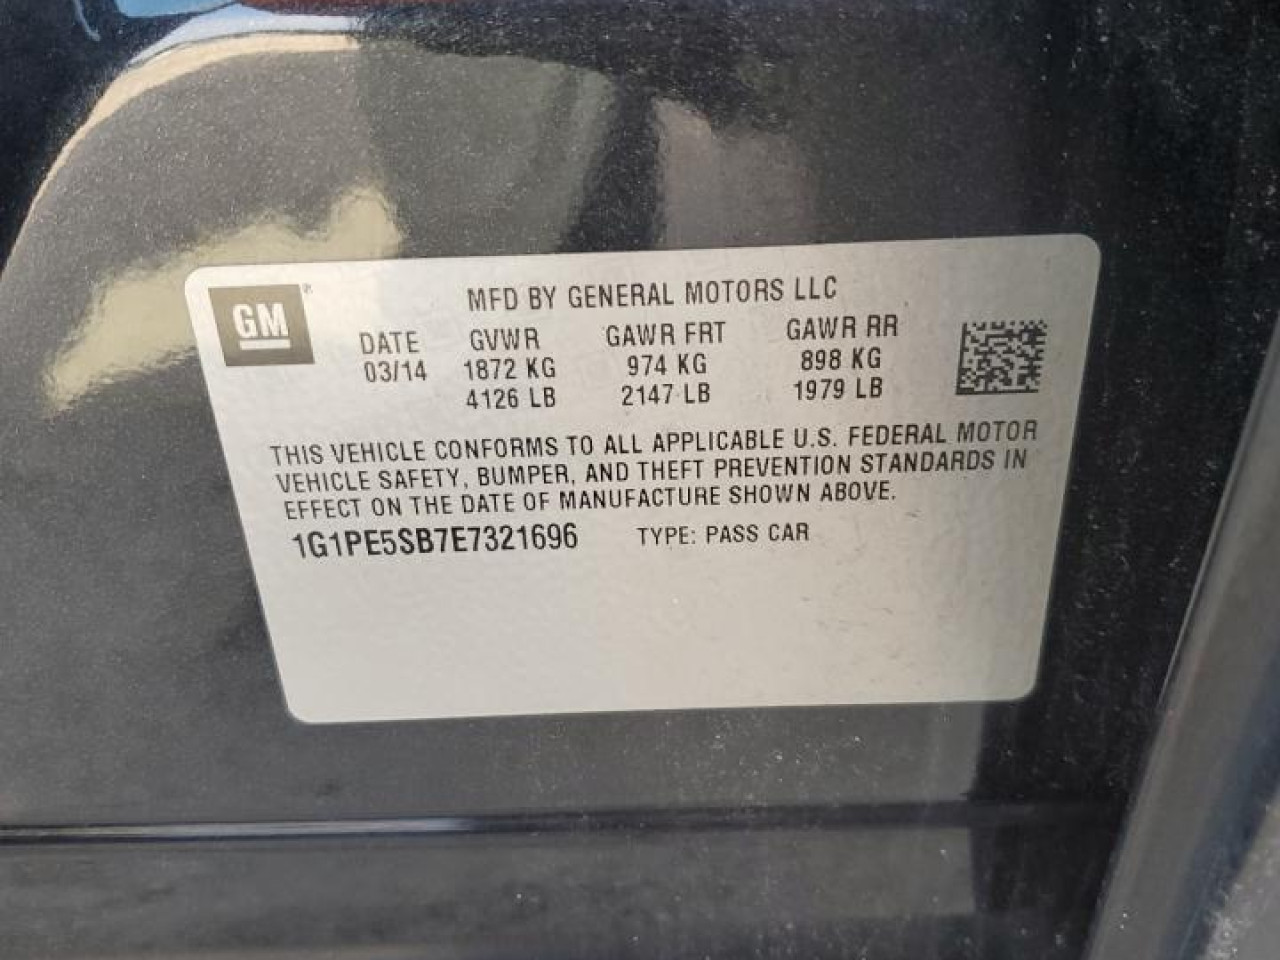 GM®
MFD BY GENERAL MOTORS LLC
DATE GVWR GAWR FRT GAWR RR
03/14 1872 KG 974 KG 898 KG
4126 LB 2147 LB 1979 LB
THIS VEHICLE CONFORMS TO ALL APPLICABLE U.S. FEDERAL MOTOR
VEHICLE SAFETY, BUMPER, AND THEFT PREVENTION STANDARDS IN
EFFECT ON THE DATE OF MANUFACTURE SHOWN ABOVE.
1G1PE5SB7E7321696 TYPE: PASS CAR